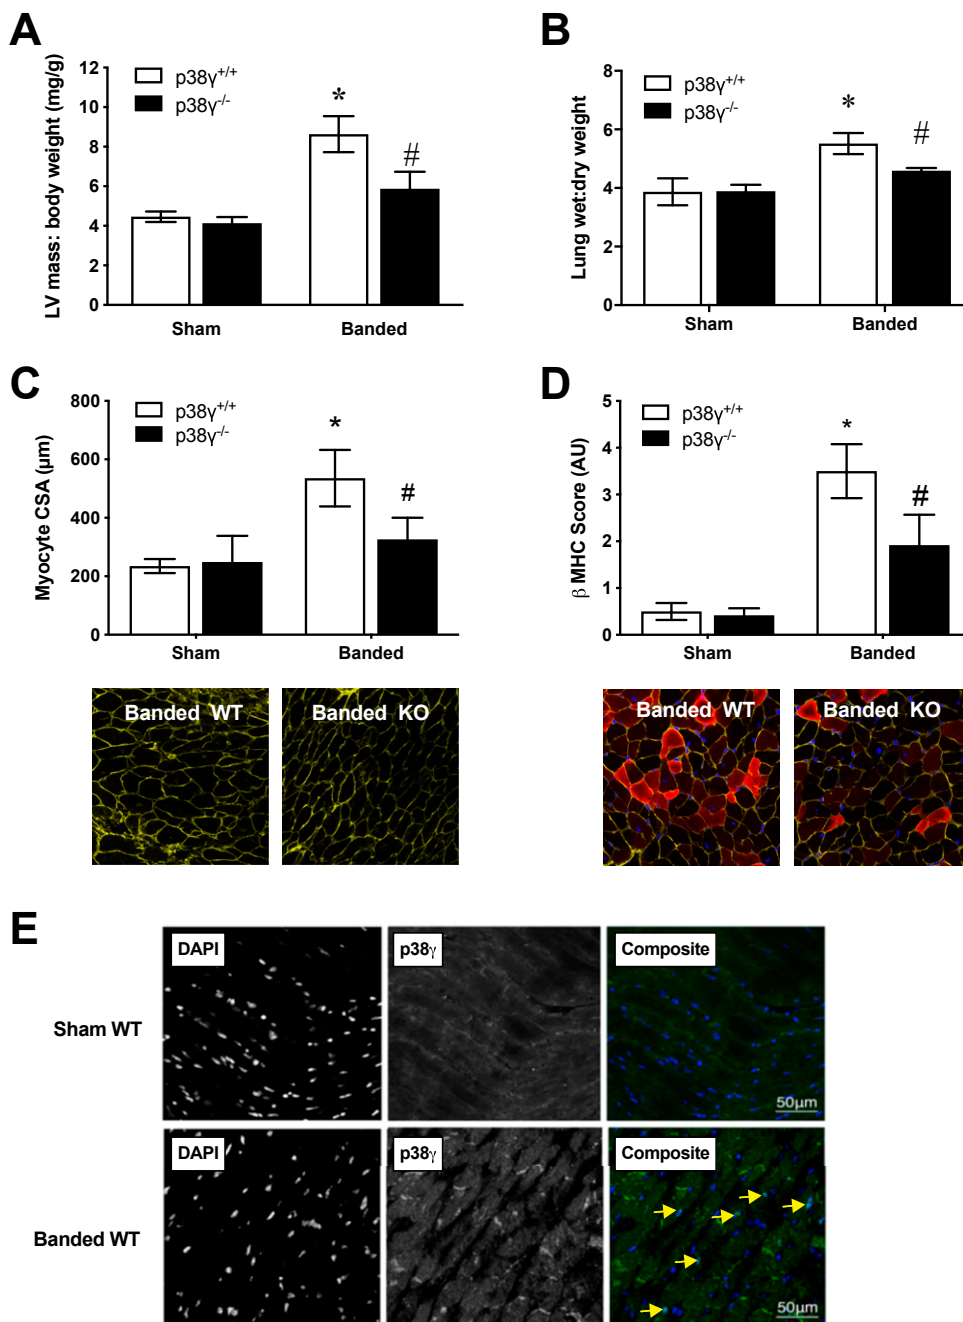 A
LV mass: body weight (mg/g)
12
10
8
6
4
2
0
p38γ+/+
p38γ-/-
*
#
Sham
Banded
B
Lung wet:dry weight
8
6
4
2
0
p38γ+/+
p38γ-/-
*
#
Sham
Banded
C
Myocyte CSA (µm)
800
600
400
200
0
p38γ+/+
p38γ-/-
*
#
Sham
Banded
Banded WT
Banded KO
D
β MHC Score (AU)
5
4
3
2
1
0
p38γ+/+
p38γ-/-
*
#
Sham
Banded
Banded WT
Banded KO
E
DAPI
p38γ
Composite
Sham WT
50µm
DAPI
p38γ
Composite
Banded WT
50µm